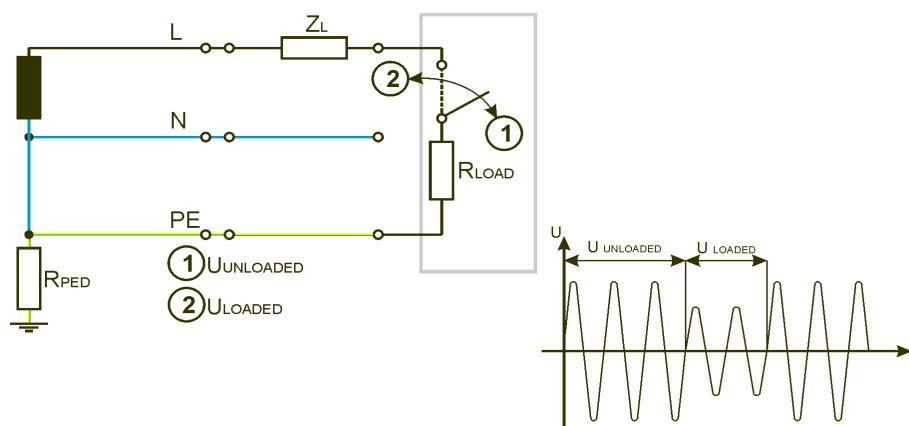 L
ZL
2
N
1
RLOAD
PE
1 UUNLOADED
RPED
2 ULOADED
U
U UNLOADED
U LOADED